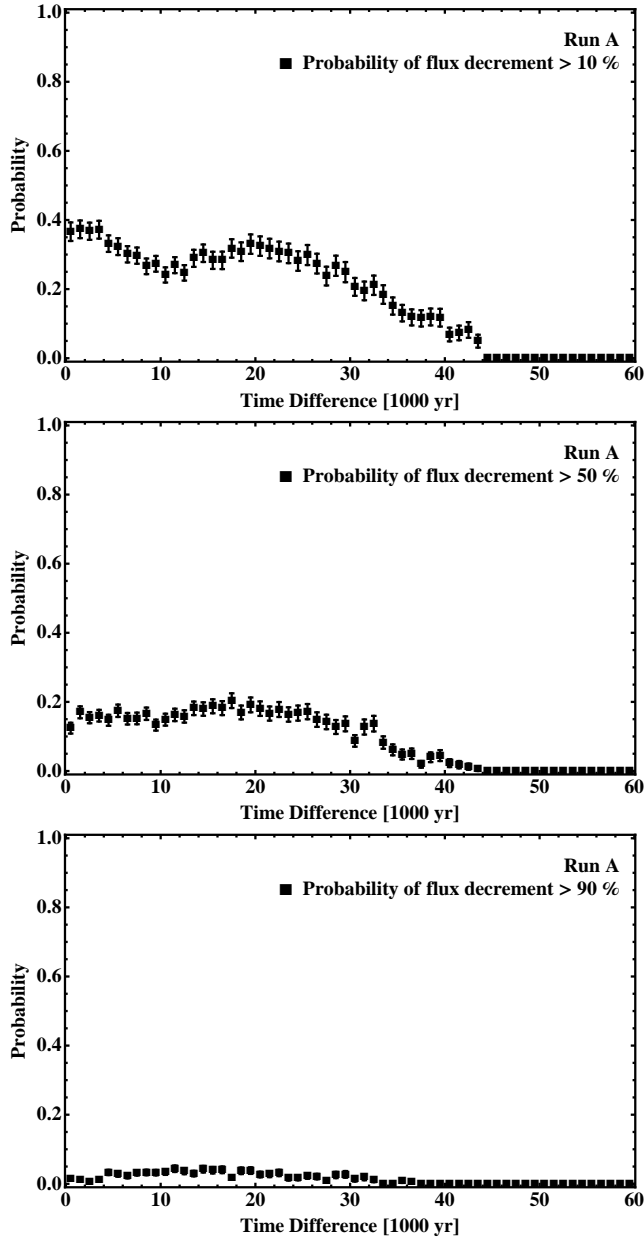 1.0
Run A
■ Probability of flux decrement > 10 %
0.8
0.6
Probability
0.4
0.2
0.0
0 10 20 30 40 50 60
Time Difference [1000 yr]
1.0
Run A
■ Probability of flux decrement > 50 %
0.8
0.6
Probability
0.4
0.2
0.0
0 10 20 30 40 50 60
Time Difference [1000 yr]
1.0
Run A
■ Probability of flux decrement > 90 %
0.8
0.6
Probability
0.4
0.2
0.0
0 10 20 30 40 50 60
Time Difference [1000 yr]